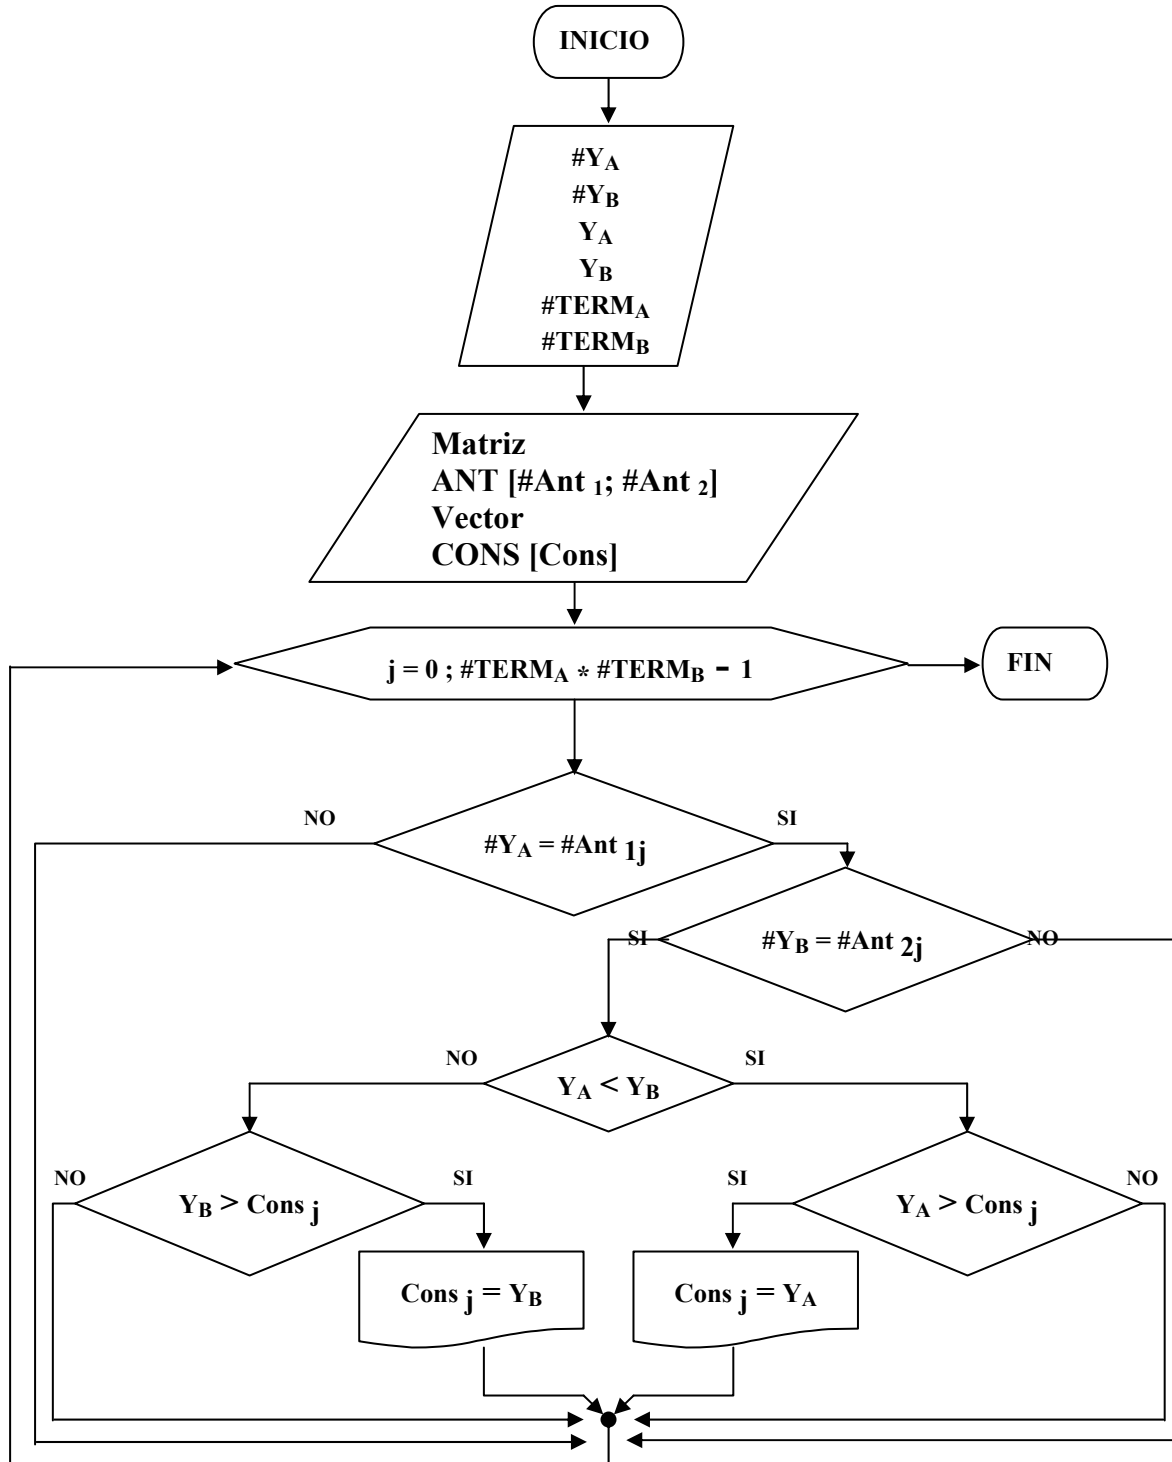 INICIO
#YA
#YB
YA
YB
#TERMA
#TERMB
Matriz
ANT [#Ant 1; #Ant 2]
Vector
CONS [Cons]
j = 0 ; #TERMA * #TERMB - 1
FIN
NO
SI
#YA = #Ant 1j
SI
#YB = #Ant 2j
NO
NO
SI
YA < YB
NO
SI
SI
NO
YB > Cons j
YA > Cons j
Cons j = YB
Cons j = YA